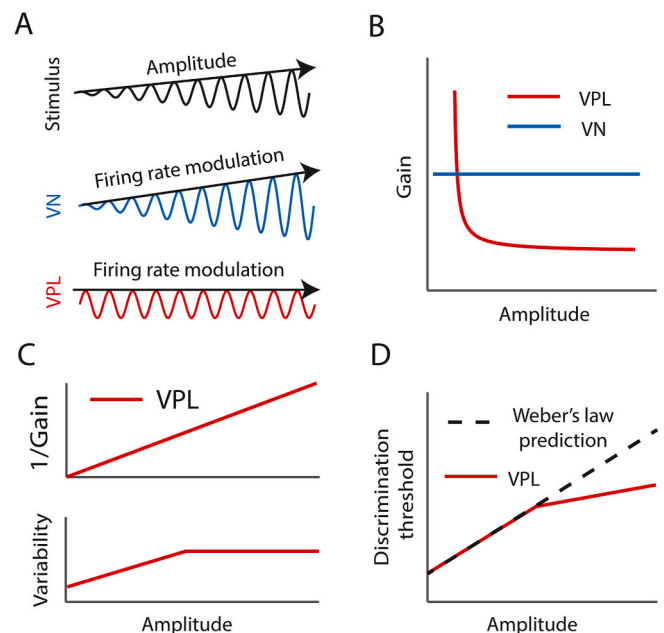 A
Stimulus
Amplitude
VN
Firing rate modulation
VPL
Firing rate modulation
B
VPL
VN
Gain
Amplitude
C
VPL
1/Gain
Variability
Amplitude
D
Weber's law
prediction
VPL
Discrimination
threshold
Amplitude